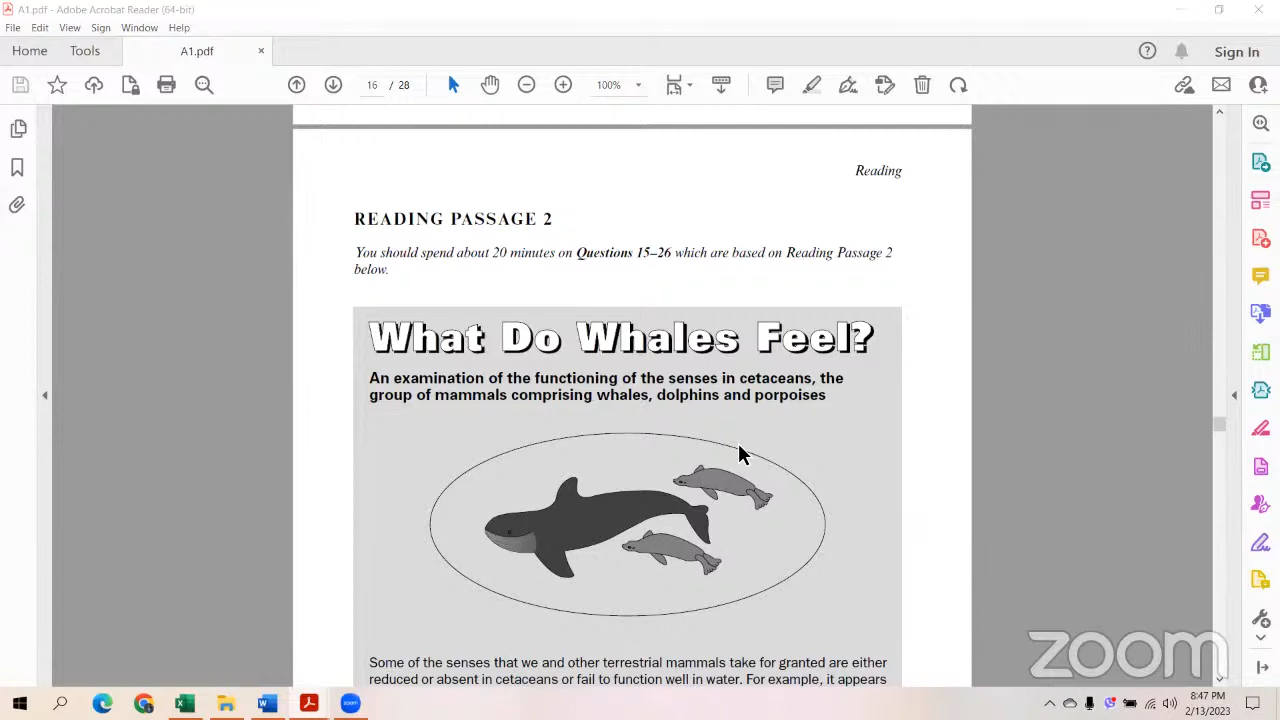 A1.pdf - Adobe Acrobat Reader (64-bit)
File Edit View Sign Window Help
Home Tools A1.pdf × Sign In
16 / 28 100%
Reading
READING PASSAGE 2
You should spend about 20 minutes on Questions 15–26 which are based on Reading Passage 2
below.
What Do Whales Feel?
An examination of the functioning of the senses in cetaceans, the
group of mammals comprising whales, dolphins and porpoises
Some of the senses that we and other terrestrial mammals take for granted are either
reduced or absent in cetaceans or fail to function well in water. For example, it appears
zoom
zoom
8:47 PM
2/13/2023